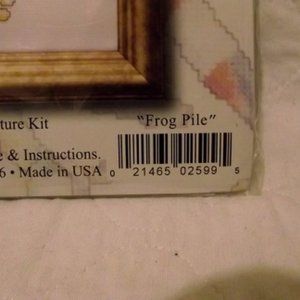 ture Kit
"Frog Pile"
e & Instructions.
6 • Made in USA
0 21465 02599 5